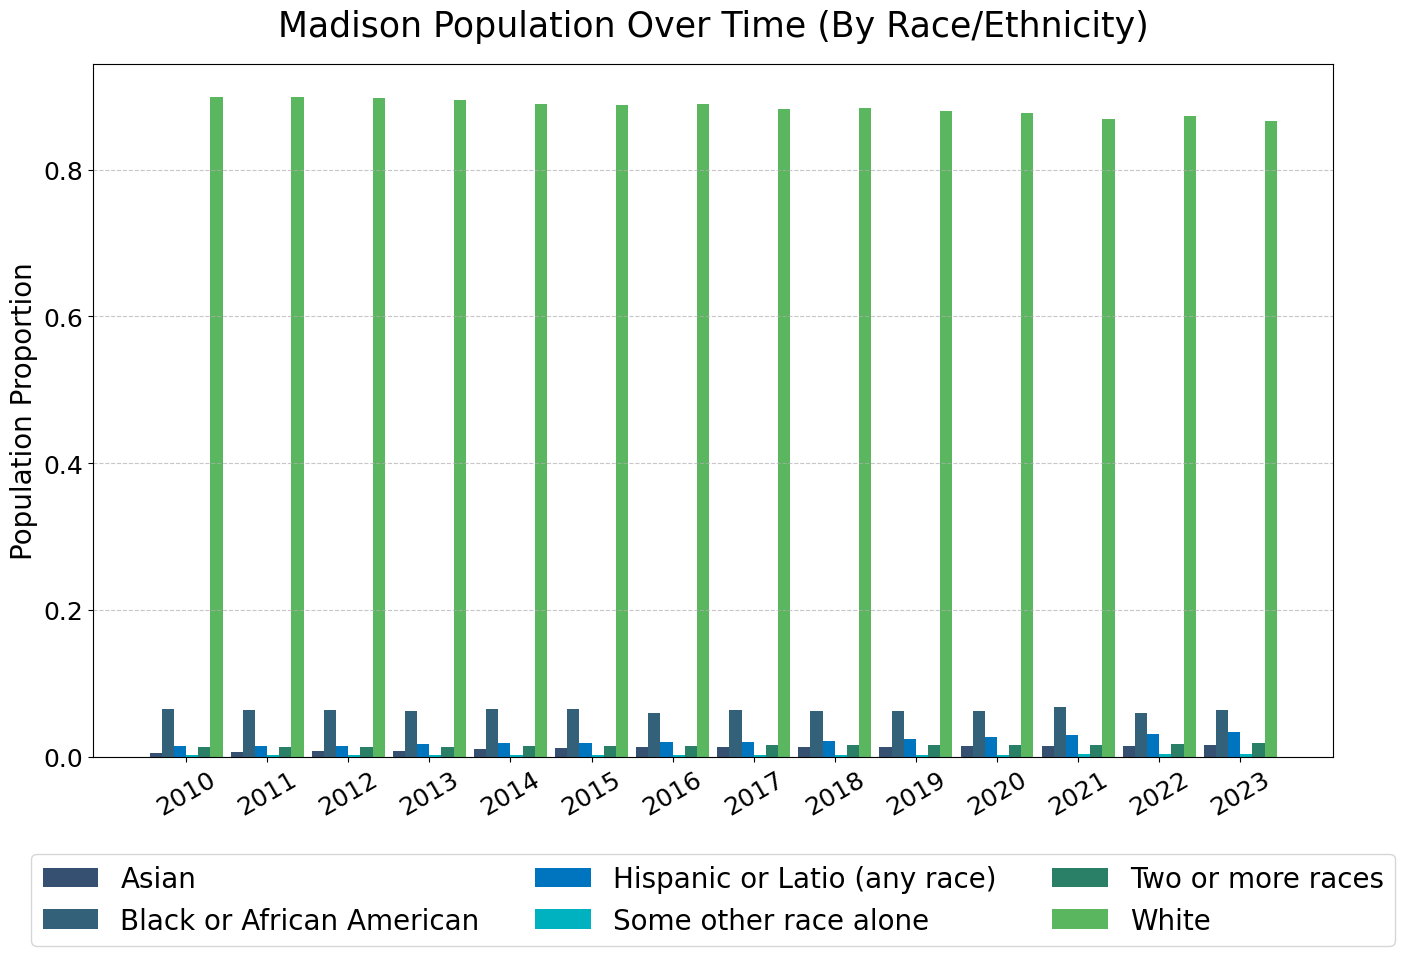 Madison Population Over Time (By Race/Ethnicity)
Population Proportion
0.8
0.6
0.4
0.2
0.0
2010 2011 2012 2013 2014 2015 2016 2017 2018 2019 2020 2021 2022 2023
Asian Hispanic or Latio (any race) Two or more races
Black or African American Some other race alone White